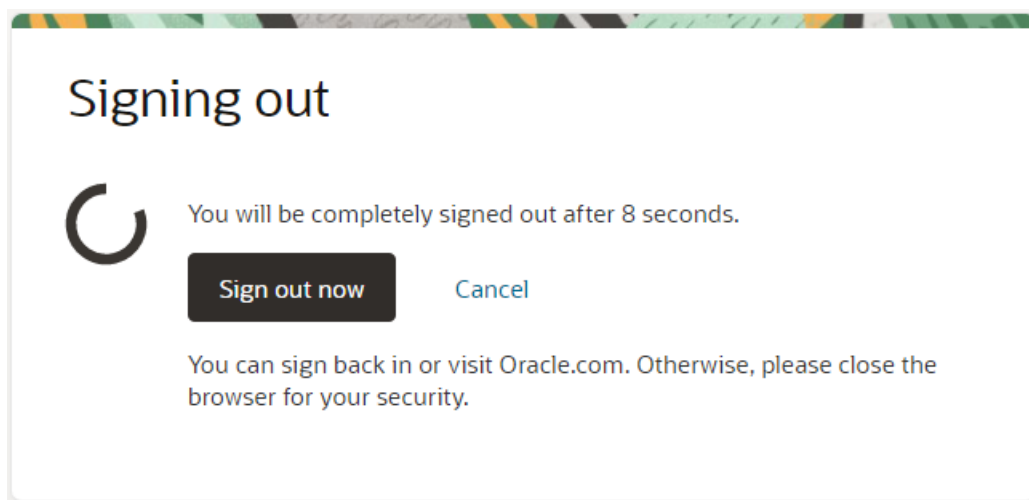 Signing out
You will be completely signed out after 8 seconds.
Sign out now
Cancel
You can sign back in or visit Oracle.com. Otherwise, please close the
browser for your security.